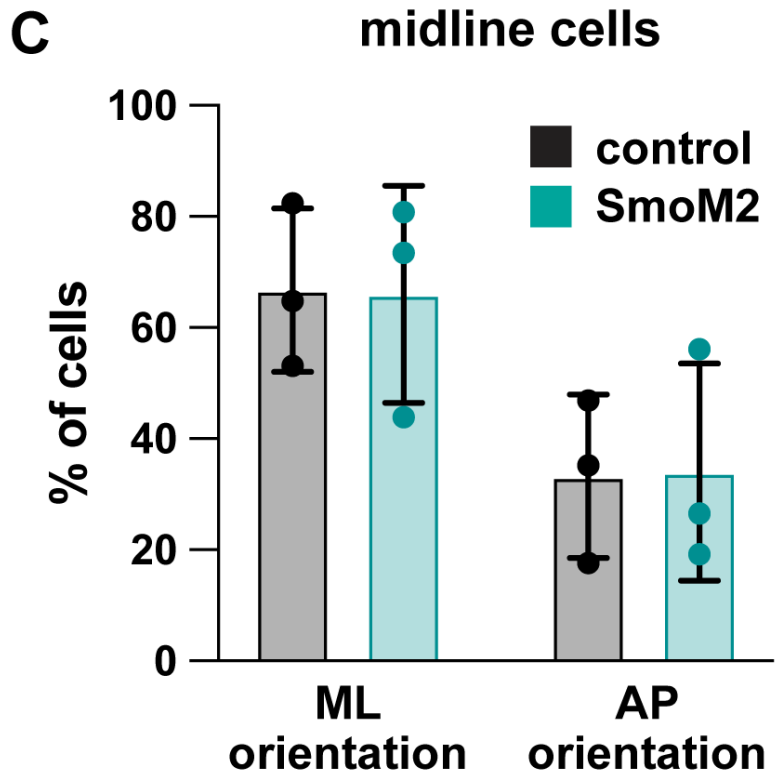 C
midline cells
control
SmoM2
% of cells
100
80
60
40
20
0
ML
orientation
AP
orientation